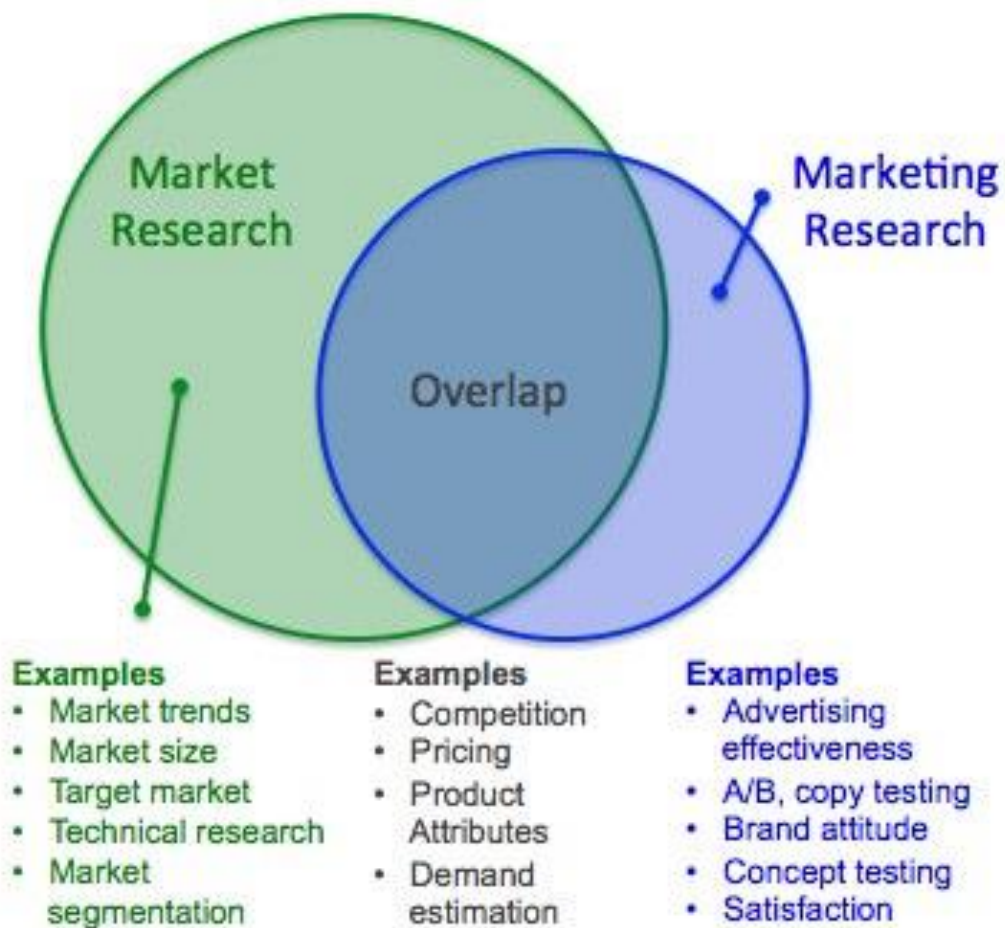 Market
Research
Marketing
Research
Overlap
Examples
• Market trends
• Market size
• Target market
• Technical research
• Market
segmentation
Examples
• Competition
• Pricing
• Product
Attributes
• Demand
estimation
Examples
• Advertising
effectiveness
• A/B, copy testing
• Brand attitude
• Concept testing
• Satisfaction